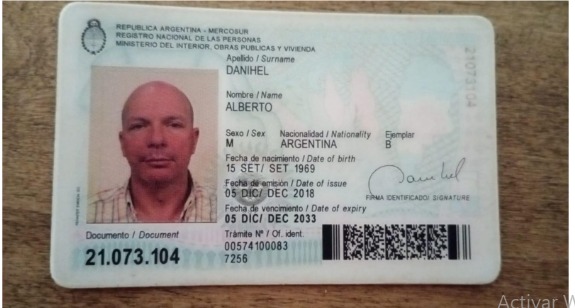 REPUBLICA ARGENTINA - MERCOSUR
REGISTRO NACIONAL DE LAS PERSONAS
MINISTERIO DEL INTERIOR, OBRAS PUBLICAS Y VIVIENDA
Apellido / Surname
DANIHEL
Nombre / Name
ALBERTO
Sexo / Sex Nacionalidad / Nationality Ejemplar
M ARGENTINA B
Fecha de nacimiento / Date of birth
15 SET/ SET 1969
Fecha de emisión / Date of issue
05 DIC/ DEC 2018
Fecha de vencimiento / Date of expiry
05 DIC/ DEC 2033
FIRMA IDENTIFICADO/ SIGNATURE
Documento / Document
21.073.104
Trámite Nº / Of. ident.
00574100083
7256
21073104
Activar